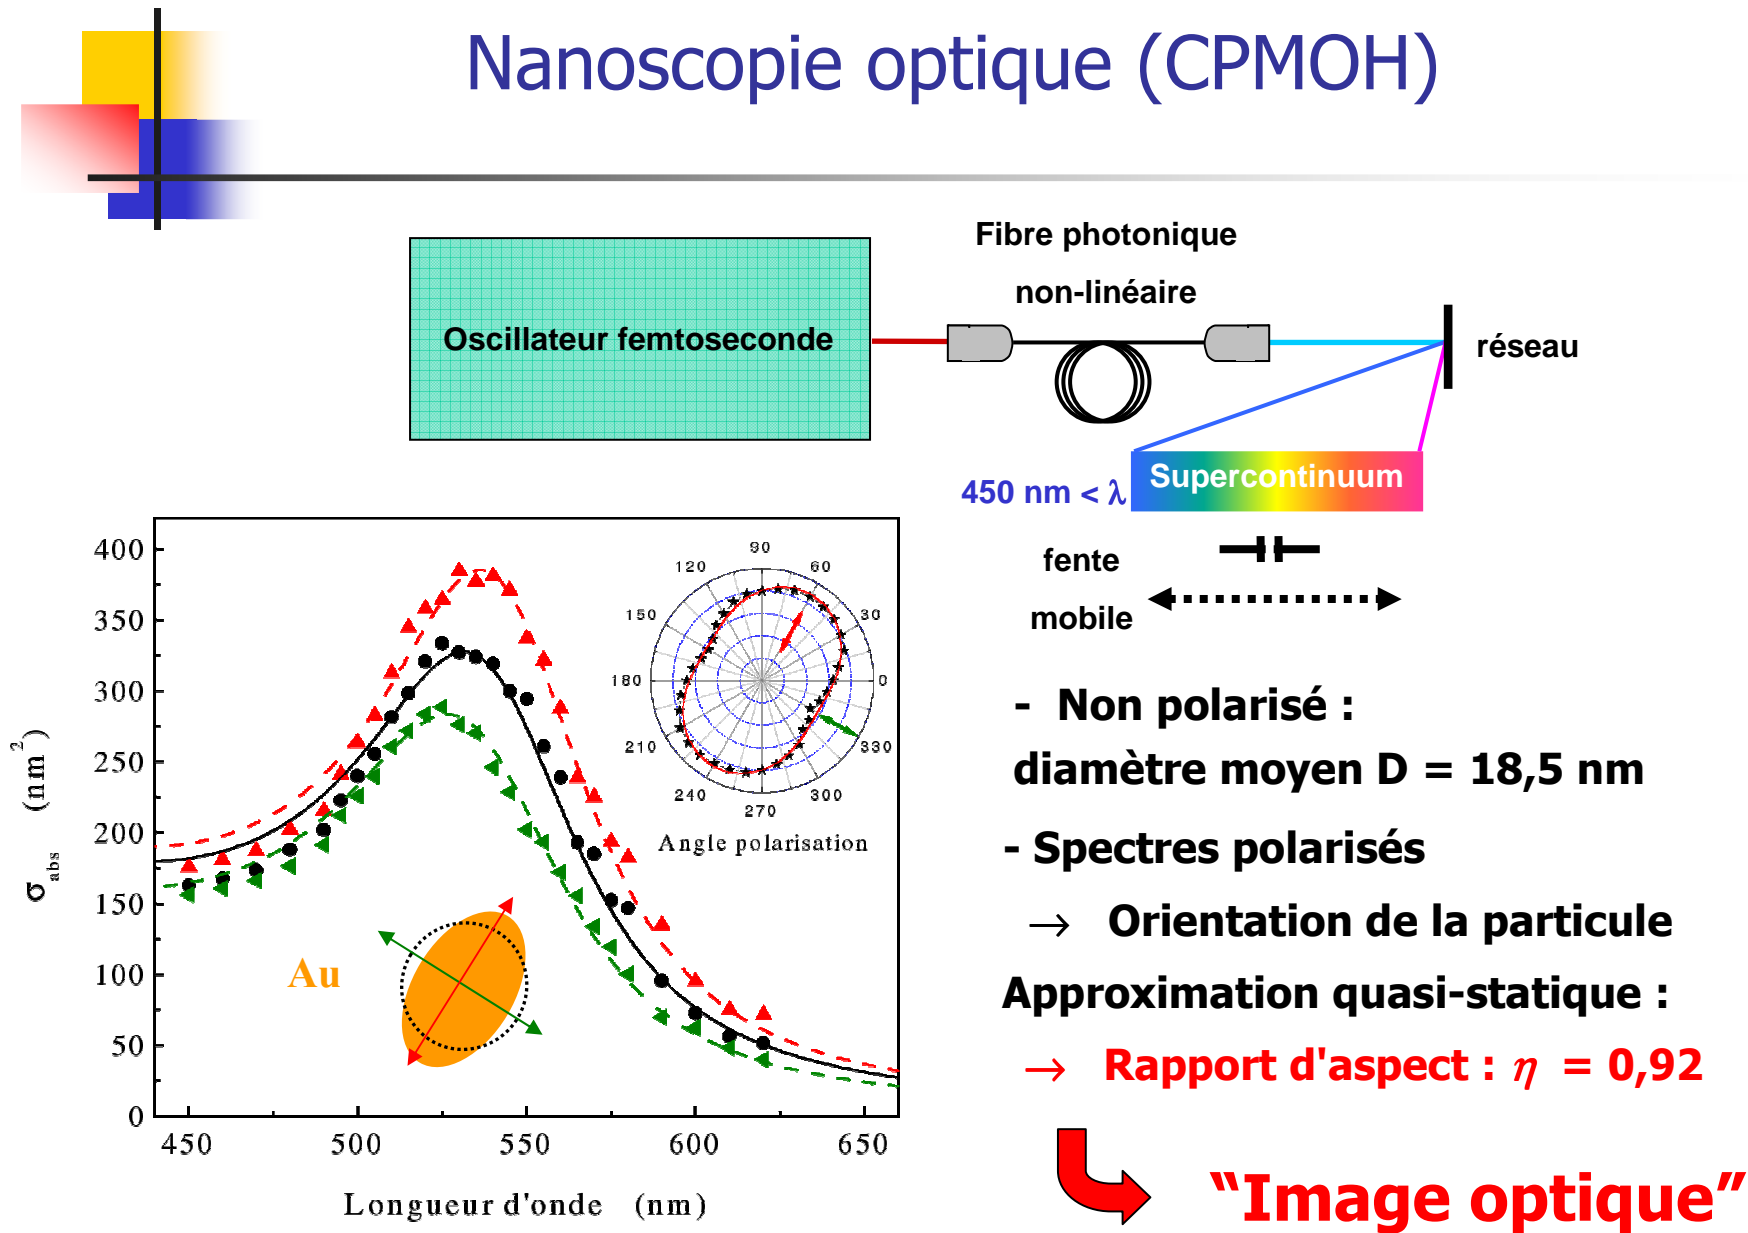 Nanoscopie optique (CPMOH)
Fibre photonique
non-linéaire
Oscillateur femtoseconde
réseau
Supercontinuum
450 nm < λ
fente
mobile
- Non polarisé :
diamètre moyen D = 18,5 nm
- Spectres polarisés
→ Orientation de la particule
Approximation quasi-statique :
→ Rapport d'aspect : η = 0,92
“Image optique”
400
350
300
250
200
150
100
50
0
σabs (nm²)
450 500 550 600 650
Longueur d'onde (nm)
Au
90
120 60
150 30
180 0
210 330
240 300
270
Angle polarisation